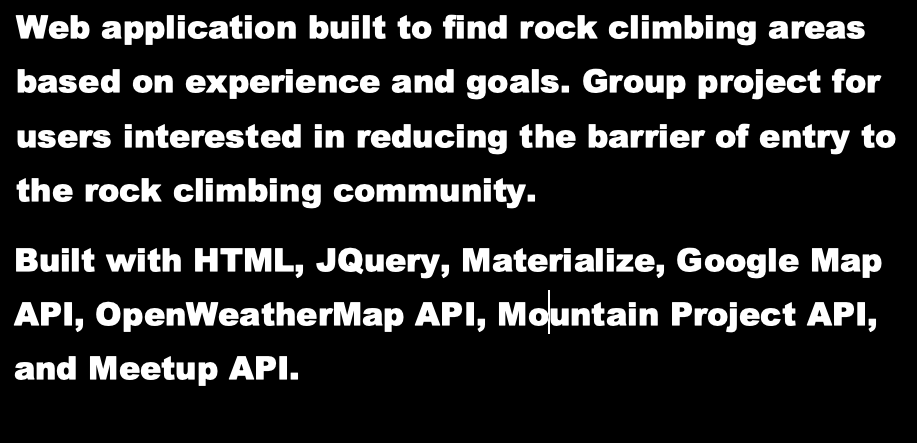 Web application built to find rock climbing areas
based on experience and goals. Group project for
users interested in reducing the barrier of entry to
the rock climbing community.
Built with HTML, JQuery, Materialize, Google Map
API, OpenWeatherMap API, Mountain Project API,
and Meetup API.